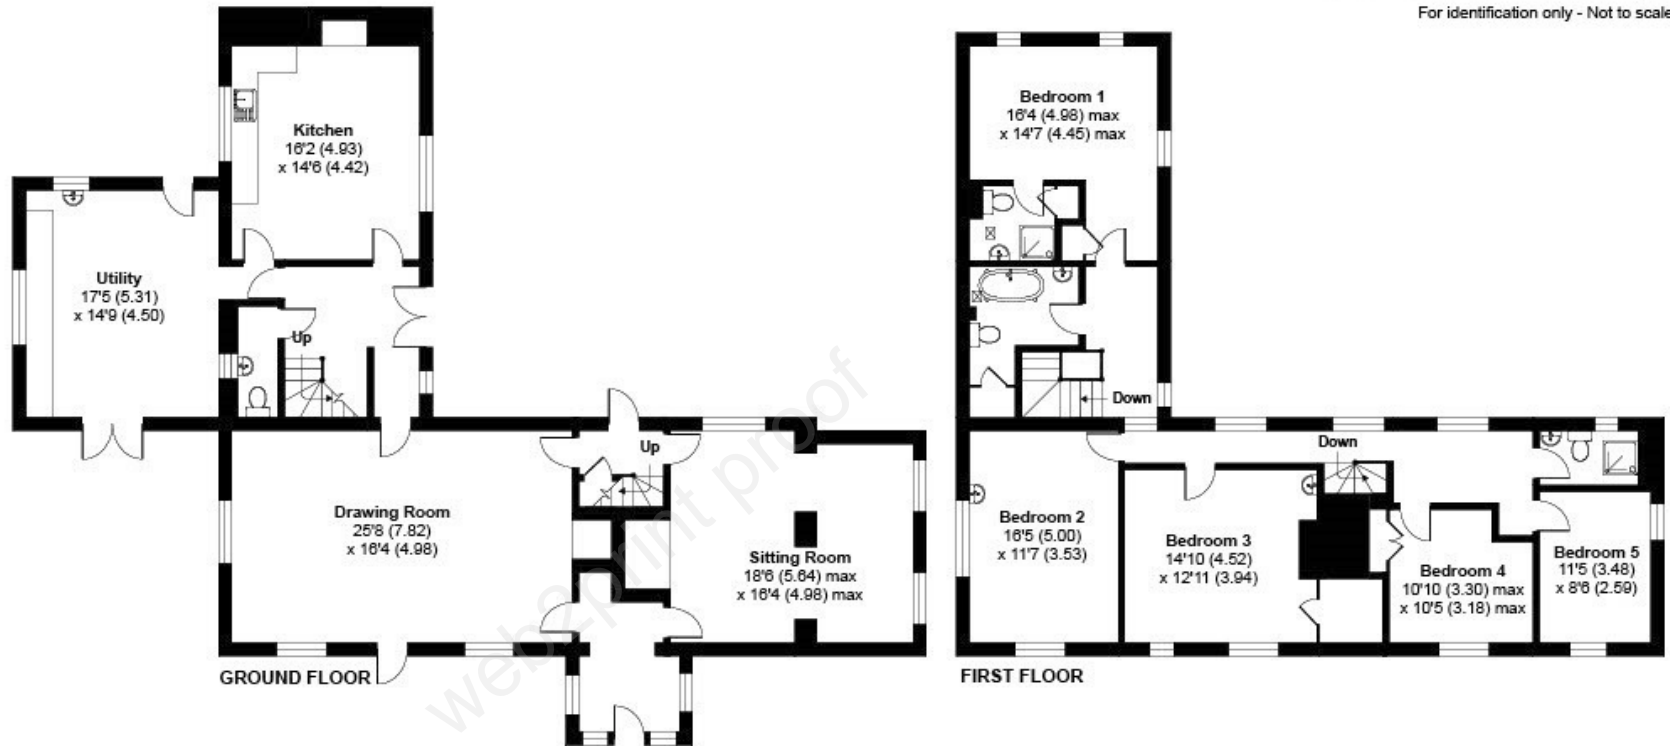 For identification only - Not to scale
Kitchen
16'2 (4.93)
x 14'6 (4.42)
Utility
17'5 (5.31)
x 14'9 (4.50)
Up
Drawing Room
25'8 (7.82)
x 16'4 (4.98)
Up
Sitting Room
18'6 (5.64) max
x 16'4 (4.98) max
GROUND FLOOR
Bedroom 1
16'4 (4.98) max
x 14'7 (4.45) max
Down
Down
Bedroom 2
16'5 (5.00)
x 11'7 (3.53)
Bedroom 3
14'10 (4.52)
x 12'11 (3.94)
Bedroom 4
10'10 (3.30) max
x 10'5 (3.18) max
Bedroom 5
11'5 (3.48)
x 8'6 (2.59)
FIRST FLOOR
web2print proof